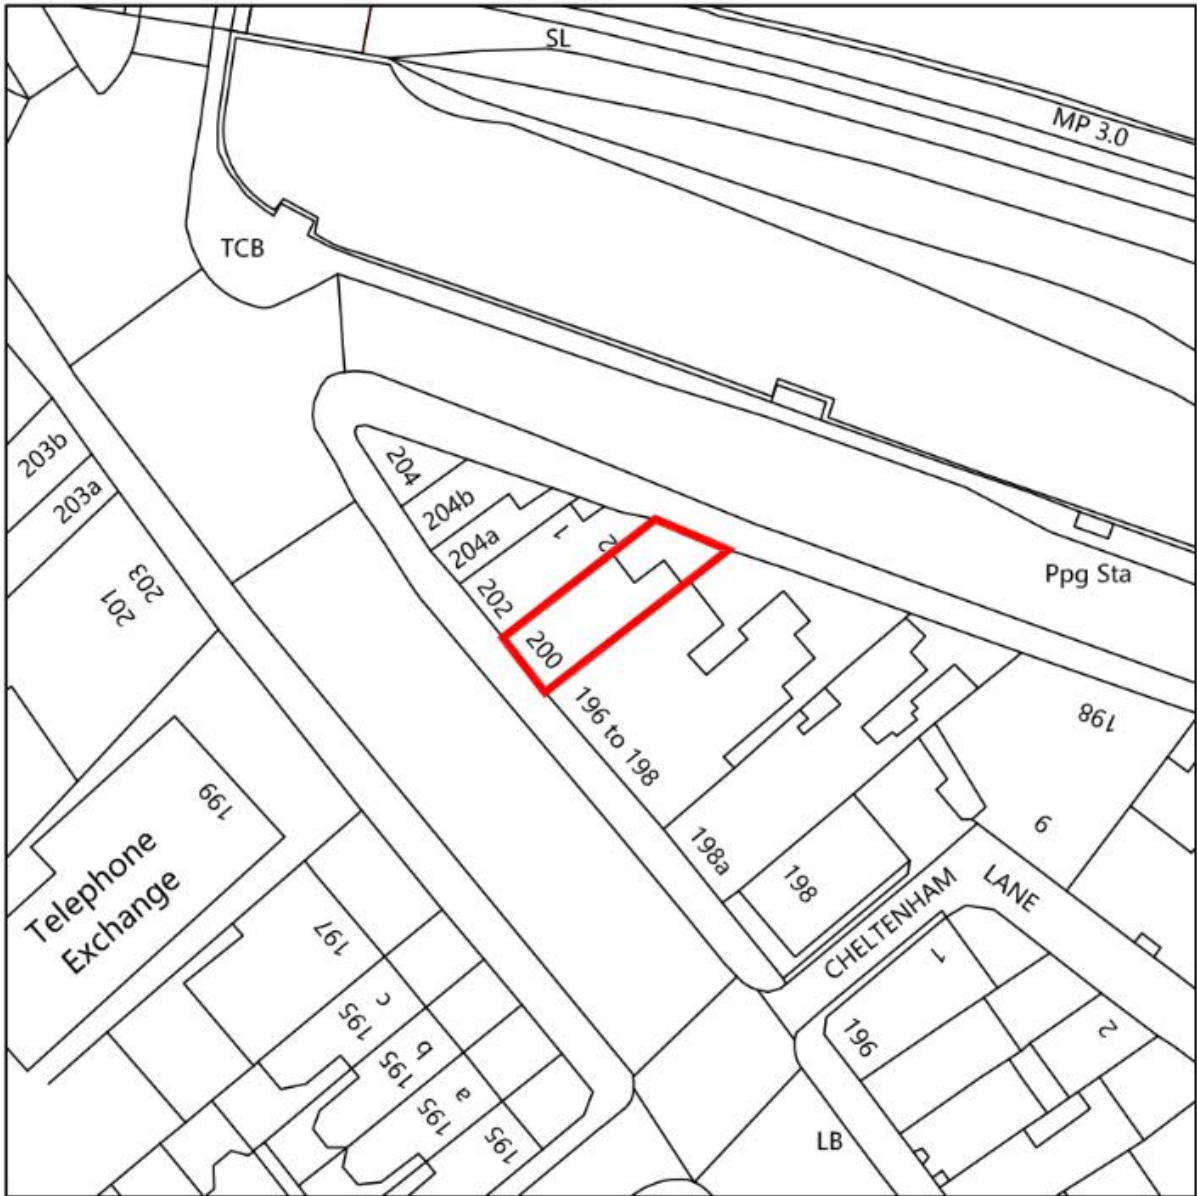 SL
MP 3.0
TCB
203b
203a
203
201
204
204b
204a
1
2
202
200
196 to 198
Ppg Sta
198
9
198a
198
CHELTENHAM
LANE
199
Telephone
Exchange
197
195 c
195 b
195 a
195
1
196
2
LB